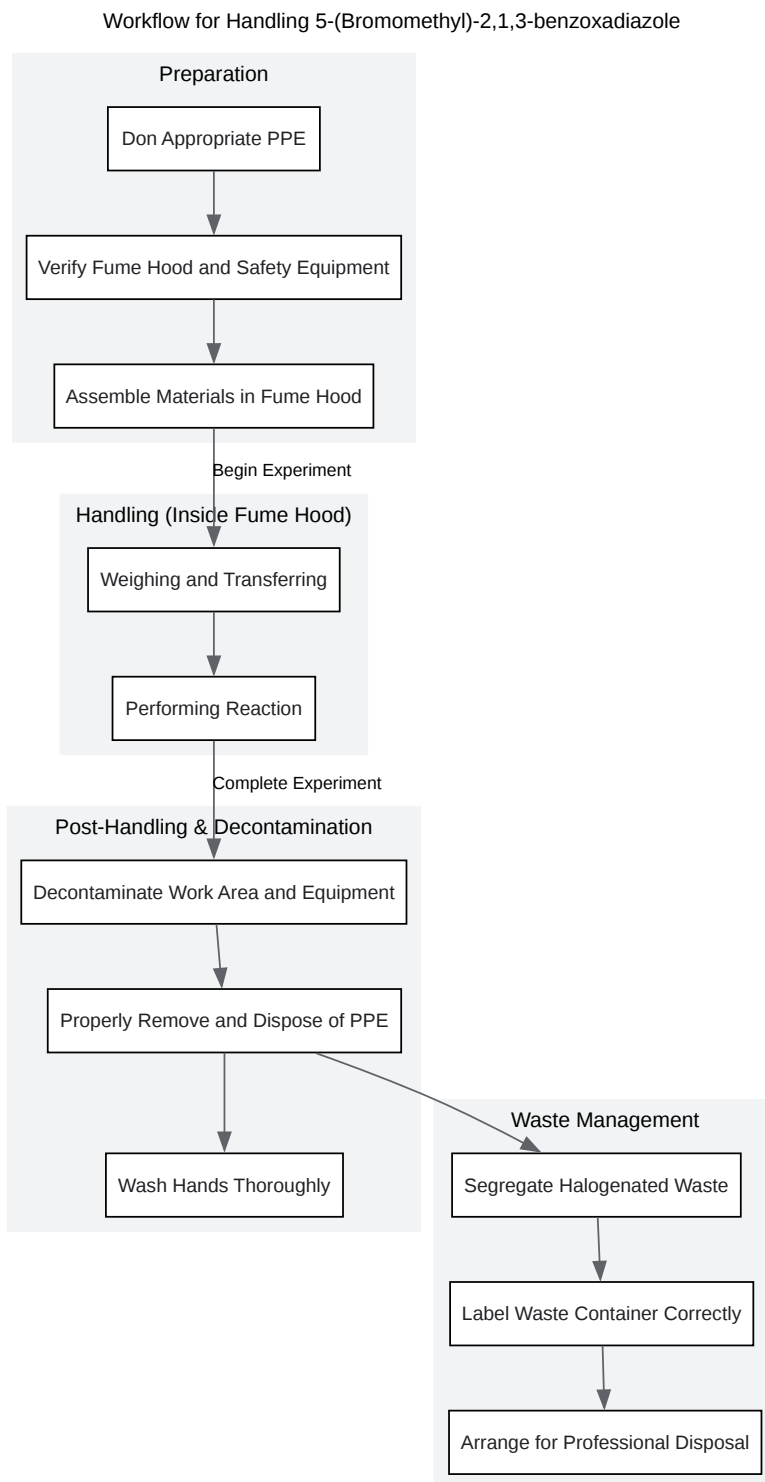 Workflow for Handling 5-(Bromomethyl)-2,1,3-benzoxadiazole
Preparation
Don Appropriate PPE
Verify Fume Hood and Safety Equipment
Assemble Materials in Fume Hood
Begin Experiment
Handling (Inside Fume Hood)
Weighing and Transferring
Performing Reaction
Complete Experiment
Post-Handling & Decontamination
Decontaminate Work Area and Equipment
Properly Remove and Dispose of PPE
Wash Hands Thoroughly
Waste Management
Segregate Halogenated Waste
Label Waste Container Correctly
Arrange for Professional Disposal